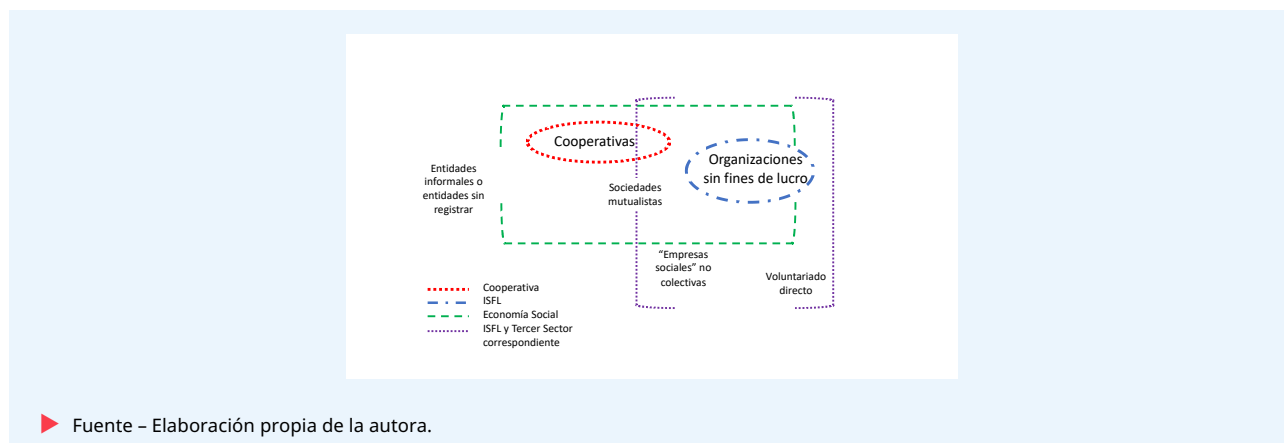 Cooperativas
Organizaciones
sin fines de lucro
Entidades
informales o
entidades sin
registrar
Sociedades
mutualistas
“Empresas
sociales” no
colectivas
Voluntariado
directo
Cooperativa
ISFL
Economía Social
ISFL y Tercer Sector
correspondiente
Fuente – Elaboración propia de la autora.